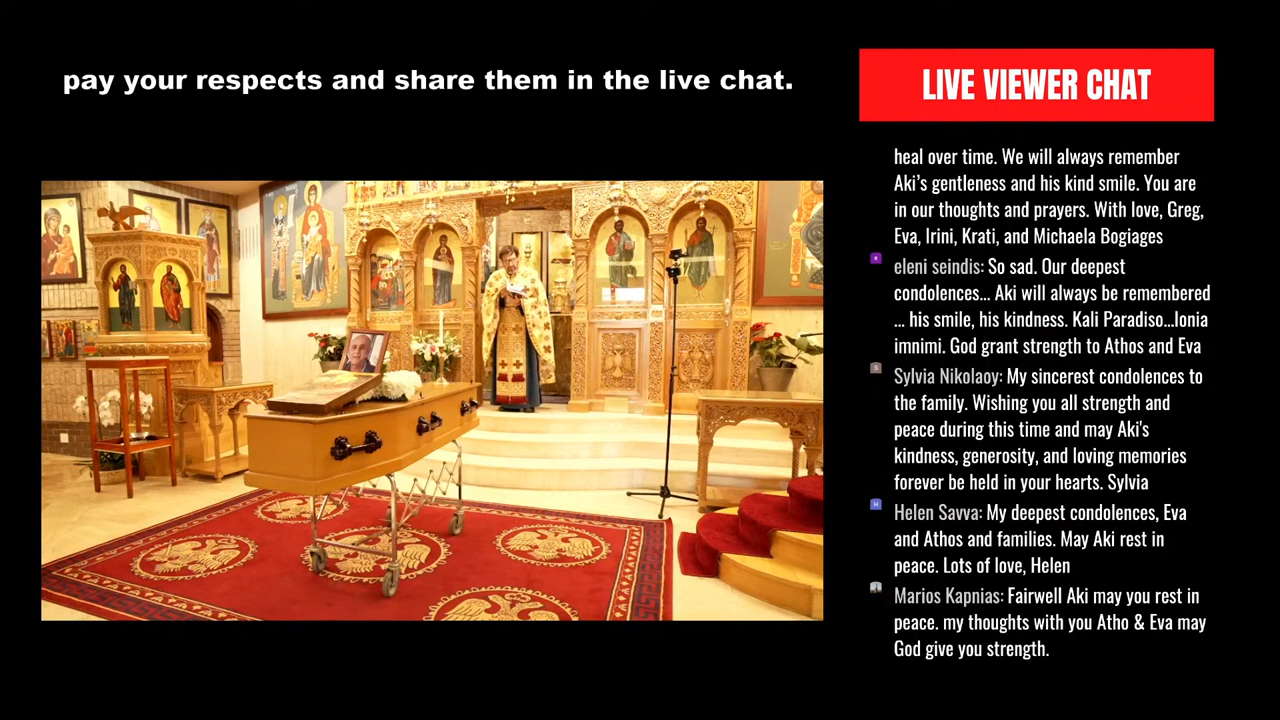 pay your respects and share them in the live chat.
LIVE VIEWER CHAT
heal over time. We will always remember
Aki’s gentleness and his kind smile. You are
in our thoughts and prayers. With love, Greg,
Eva, Irini, Krati, and Michaela Bogiages
eleni seindis: So sad. Our deepest
condolences... Aki will always be remembered
... his smile, his kindness. Kali Paradiso...Ionia
imnimi. God grant strength to Athos and Eva
Sylvia Nikolaoy: My sincerest condolences to
the family. Wishing you all strength and
peace during this time and may Aki's
kindness, generosity, and loving memories
forever be held in your hearts. Sylvia
Helen Savva: My deepest condolences, Eva
and Athos and families. May Aki rest in
peace. Lots of love, Helen
Marios Kapnias: Fairwell Aki may you rest in
peace. my thoughts with you Atho & Eva may
God give you strength.